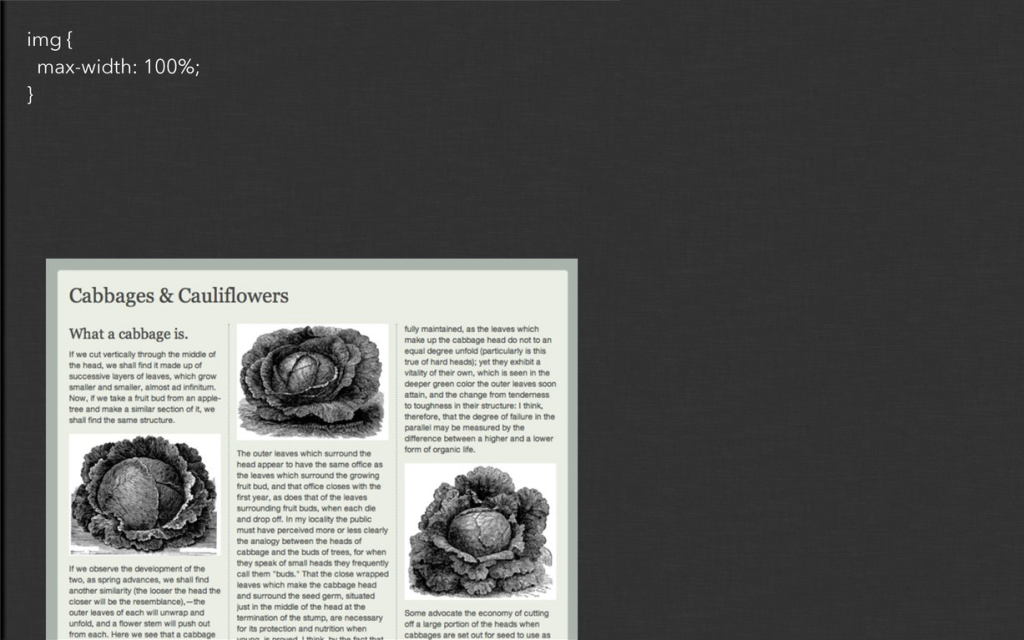 img {
max-width: 100%;
}
Cabbages & Cauliflowers
What a cabbage is.
If we cut vertically through the middle of
the head, we shall find it made up of
successive layers of leaves, which grow
smaller and smaller, almost ad infinitum.
Now, if we take a fruit bud from an apple-
tree and make a similar section of it, we
shall find the same structure.
If we observe the development of the
two, as spring advances, we shall find
another similarity (the looser the head the
closer will be the resemblance),—the
outer leaves of each will unwrap and
unfold, and a flower stem will push out
from each. Here we see that a cabbage
The outer leaves which surround the
head appear to have the same office as
the leaves which surround the growing
fruit bud, and that office closes with the
first year, as does that of the leaves
surrounding fruit buds, when each die
and drop off. In my locality the public
must have perceived more or less clearly
the analogy between the heads of
cabbage and the buds of trees, for when
they speak of small heads they frequently
call them "buds." That the close wrapped
leaves which make the cabbage head
and surround the seed germ, situated
just in the middle of the head at the
termination of the stump, are necessary
for its protection and nutrition when
young, is proved, I think, by the fact that
fully maintained, as the leaves which
make up the cabbage head do not to an
equal degree unfold (particularly is this
true of hard heads); yet they exhibit a
vitality of their own, which is seen in the
deeper green color the outer leaves soon
attain, and the change from tenderness
to toughness in their structure: I think,
therefore, that the degree of failure in the
parallel may be measured by the
difference between a higher and a lower
form of organic life.
Some advocate the economy of cutting
off a large portion of the heads when
cabbages are set out for seed to use as